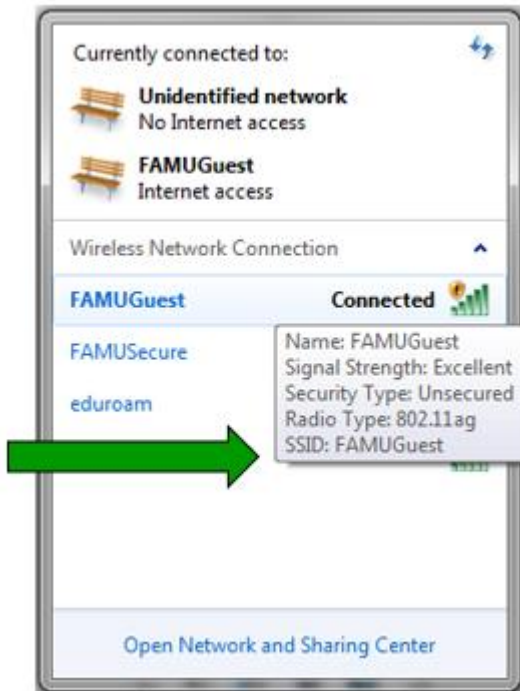 Currently connected to:
Unidentified network
No Internet access
FAMUGuest
Internet access
Wireless Network Connection
FAMUGuest Connected
FAMUSecure
eduroam
Name: FAMUGuest
Signal Strength: Excellent
Security Type: Unsecured
Radio Type: 802.11ag
SSID: FAMUGuest
Open Network and Sharing Center